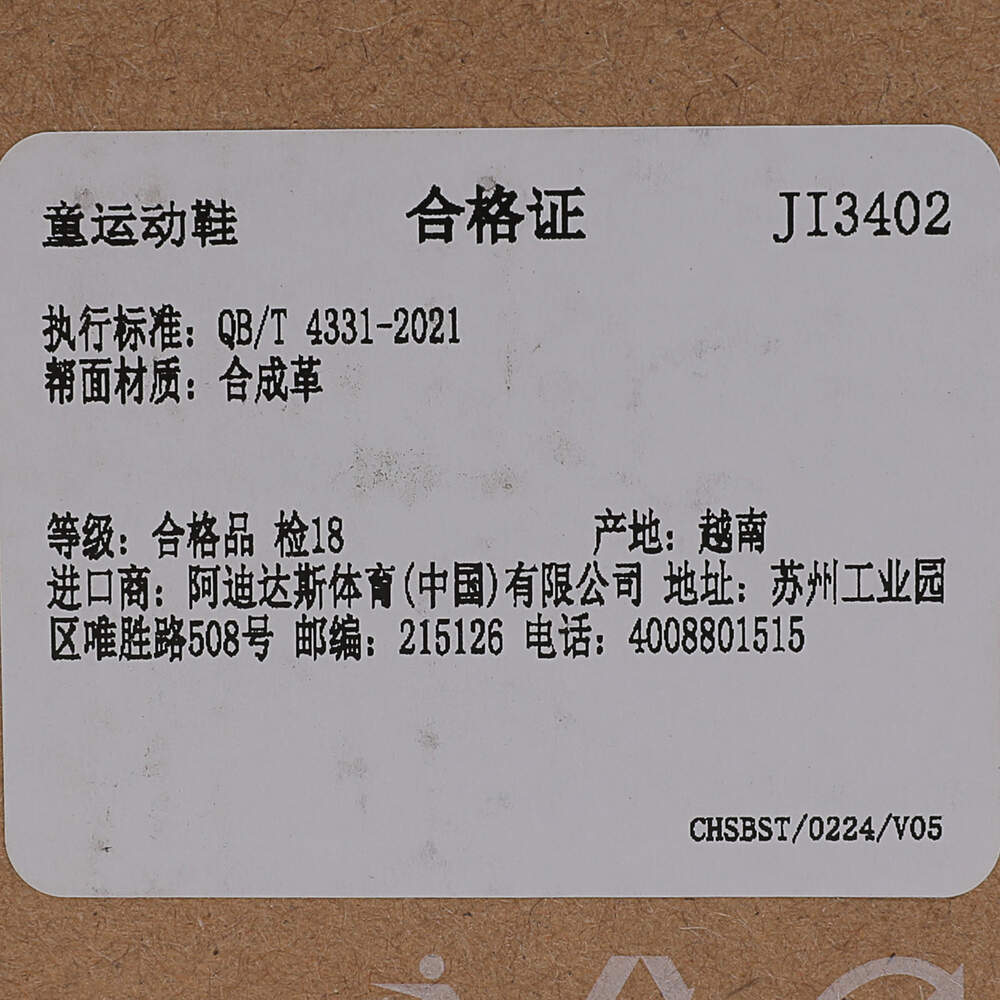 童运动鞋 合格证 JI3402
执行标准: QB/T 4331-2021
帮面材质: 合成革
等级: 合格品 检18 产地: 越南
进口商: 阿迪达斯体育(中国)有限公司 地址: 苏州工业园
区唯胜路508号 邮编: 215126 电话: 4008801515
CHSBST/0224/V05